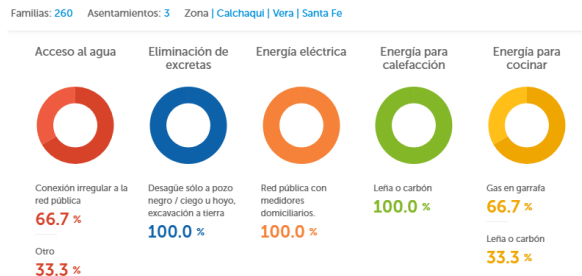 Familias: 260 Asentamientos: 3 Zona | Calchaqui | Vera | Santa Fe
Acceso al agua
Conexión irregular a la
red pública
66.7 %
Otro
33.3 %
Eliminación de
excretas
Desagüe sólo a pozo
negro / ciego u hoyo,
excavación a tierra
100.0 %
Energía eléctrica
Red pública con
medidores
domiciliarios.
100.0 %
Energía para
calefacción
Leña o carbón
100.0 %
Energía para
cocinar
Gas en garrafa
66.7 %
Leña o carbón
33.3 %